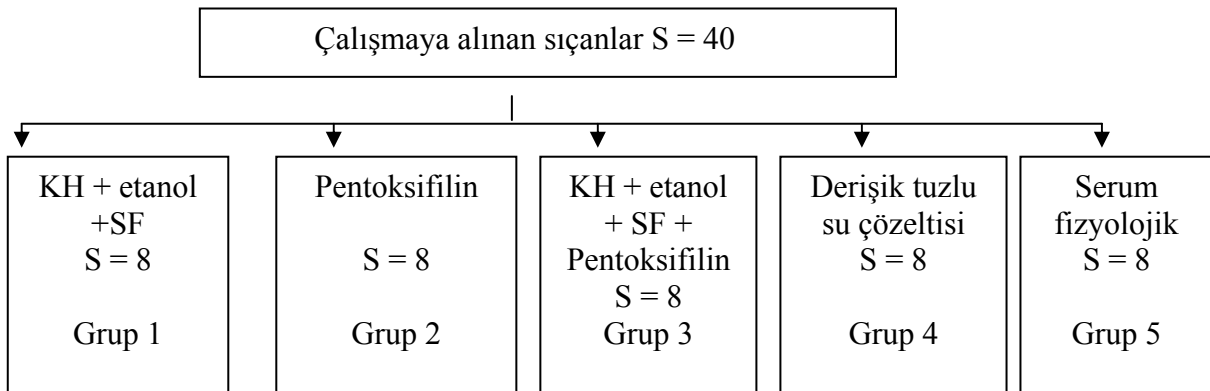 Çalışmaya alınan sıçanlar S = 40
KH + etanol
+SF
S = 8
Grup 1
Pentoksifilin
S = 8
Grup 2
KH + etanol
+ SF +
Pentoksifilin
S = 8
Grup 3
Derişik tuzlu
su çözeltisi
S = 8
Grup 4
Serum
fizyolojik
S = 8
Grup 5